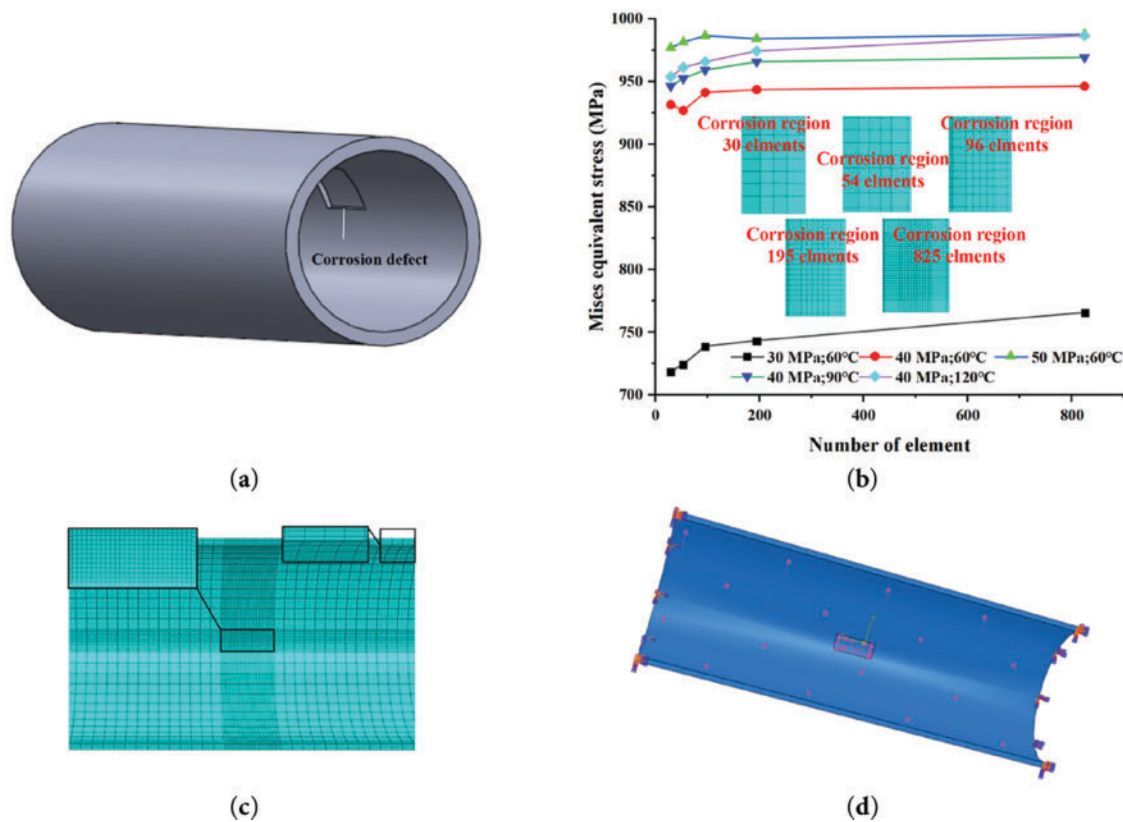 Corrosion defect
(a)
1000
950
900
850
800
750
700
Mises equivalent stress (MPa)
Corrosion region
30 elments
Corrosion region
54 elments
Corrosion region
96 elments
Corrosion region
195 elments
Corrosion region
825 elments
30 MPa;60℃ 40 MPa;60℃ 50 MPa;60℃
40 MPa;90℃ 40 MPa;120℃
0 200 400 600 800
Number of element
(b)
(c)
(d)